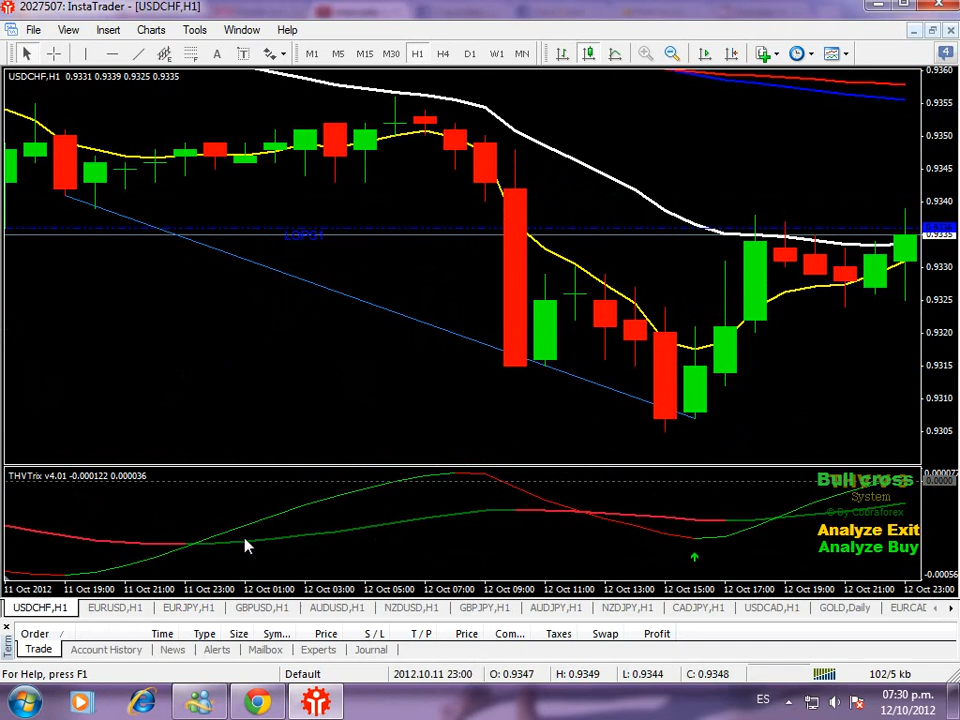 2027507: InstaTrader - [USDCHF,H1]
File View Insert Charts Tools Window Help
M1 M5 M15 M30 H1 H4 D1 W1 MN
4
USDCHF,H1 0.9331 0.9339 0.9325 0.9335
0.9360
0.9355
0.9350
0.9345
0.9340
0.9335
0.9330
0.9325
0.9320
0.9315
0.9310
0.9305
THVTrix v4.01 -0.000122 0.000036
Bull cross
System
© By Cobraforex
Analyze Exit
Analyze Buy
11 Oct 2012 11 Oct 19:00 11 Oct 21:00 11 Oct 23:00 12 Oct 01:00 12 Oct 03:00 12 Oct 05:00 12 Oct 07:00 12 Oct 09:00 12 Oct 11:00 12 Oct 13:00 12 Oct 15:00 12 Oct 17:00 12 Oct 19:00 12 Oct 21:00 12 Oct 23:00
USDCHF,H1 EURUSD,H1 EURJPY,H1 GBPUSD,H1 AUDUSD,H1 NZDUSD,H1 GBPJPY,H1 AUDJPY,H1 NZDJPY,H1 CADJPY,H1 USDCAD,H1 GOLD,Daily EURCAD
Order / Time Type Size Sym... Price S / L T / P Price Com... Taxes Swap Profit
Term
Trade Account History News Alerts Mailbox Experts Journal
For Help, press F1 Default 2012.10.11 23:00 O: 0.9347 H: 0.9349 L: 0.9344 C: 0.9348 102/5 kb
ES 07:30 p.m.
12/10/2012